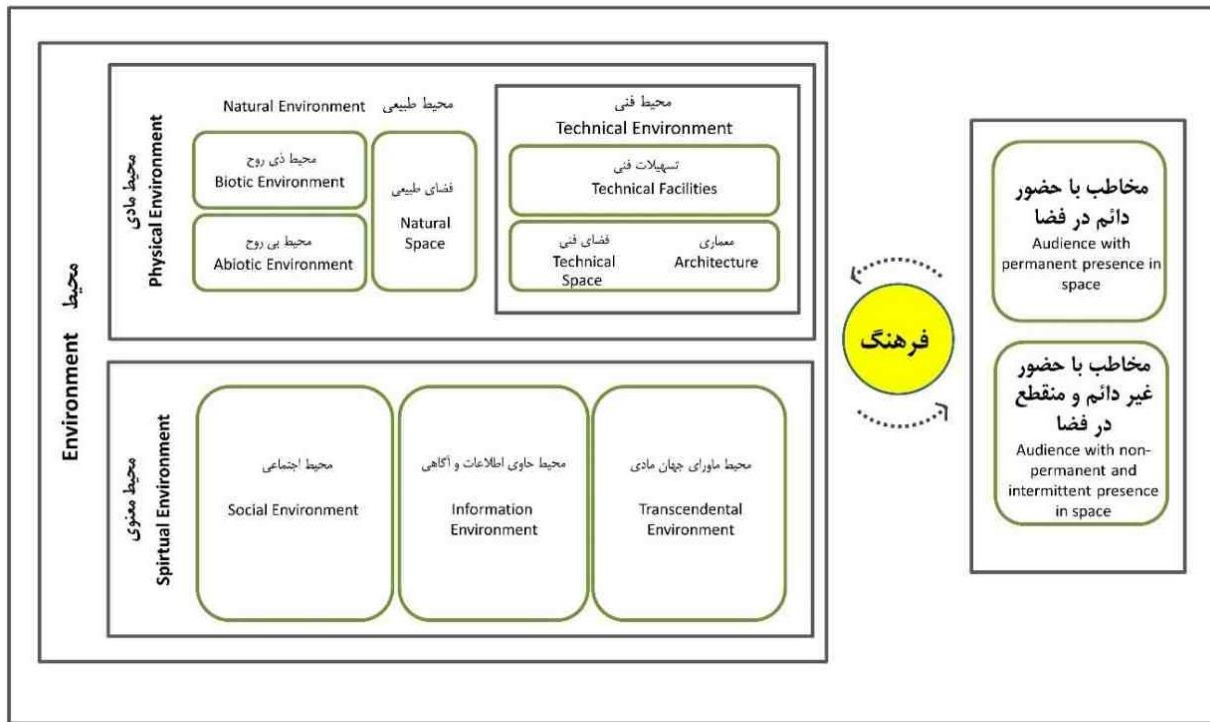 محیط
Environment
محیط مادی
Physical Environment
Natural Environment محیط طبیعی
محیط ذی روح
Biotic Environment
محیط بی روح
Abiotic Environment
فضای طبیعی
Natural
Space
محیط فنی
Technical Environment
تسهیلات فنی
Technical Facilities
فضای فنی
Technical
Space
معماری
Architecture
محیط معنوی
Spirtual Environment
محیط اجتماعی
Social Environment
محیط حاوی اطلاعات و آگاهی
Information
Environment
محیط ماورای جهان مادی
Transcendental
Environment
فرهنگ
مخاطب با حضور
دائم در فضا
Audience with
permanent presence in
space
مخاطب با حضور
غیر دائم و منقطع
در فضا
Audience with non-
permanent and
intermittent presence
in space